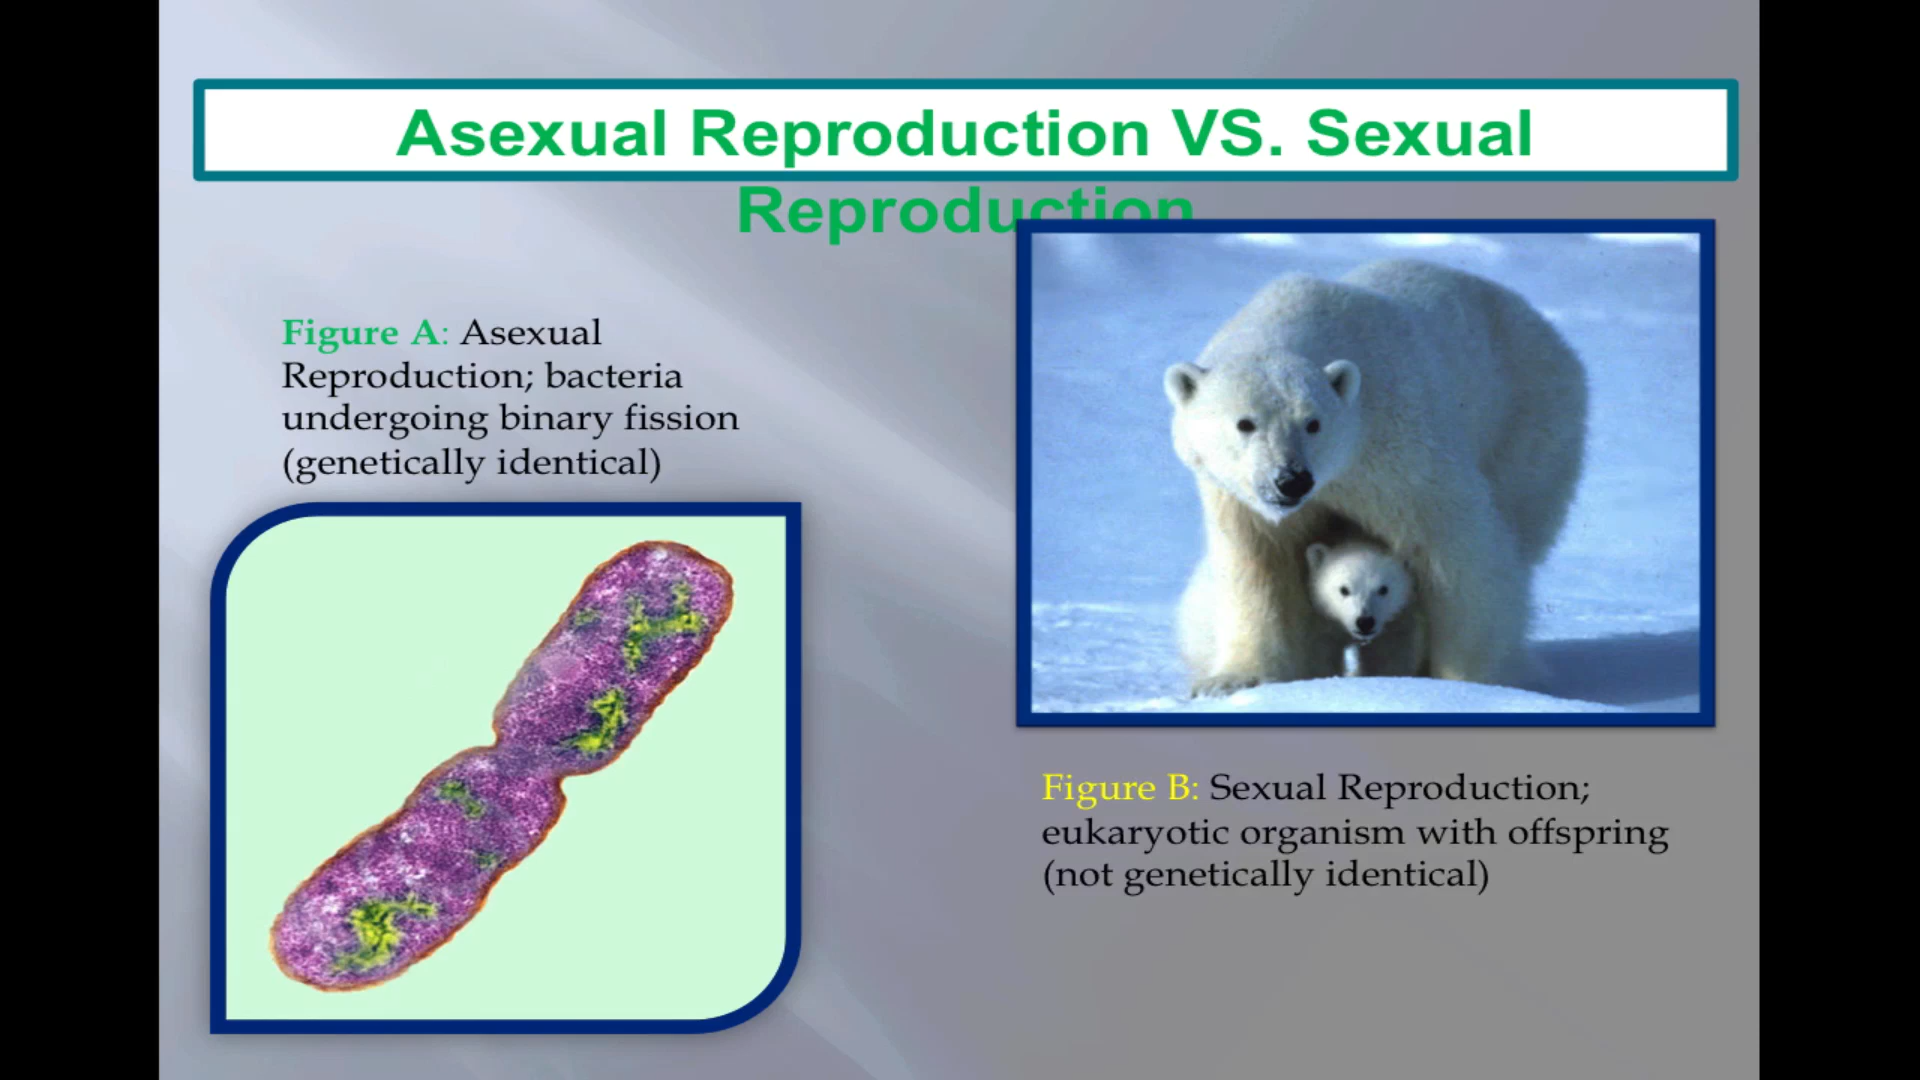 Asexual Reproduction VS. Sexual
Reproduction
Figure A: Asexual
Reproduction; bacteria
undergoing binary fission
(genetically identical)
Figure B: Sexual Reproduction;
eukaryotic organism with offspring
(not genetically identical)